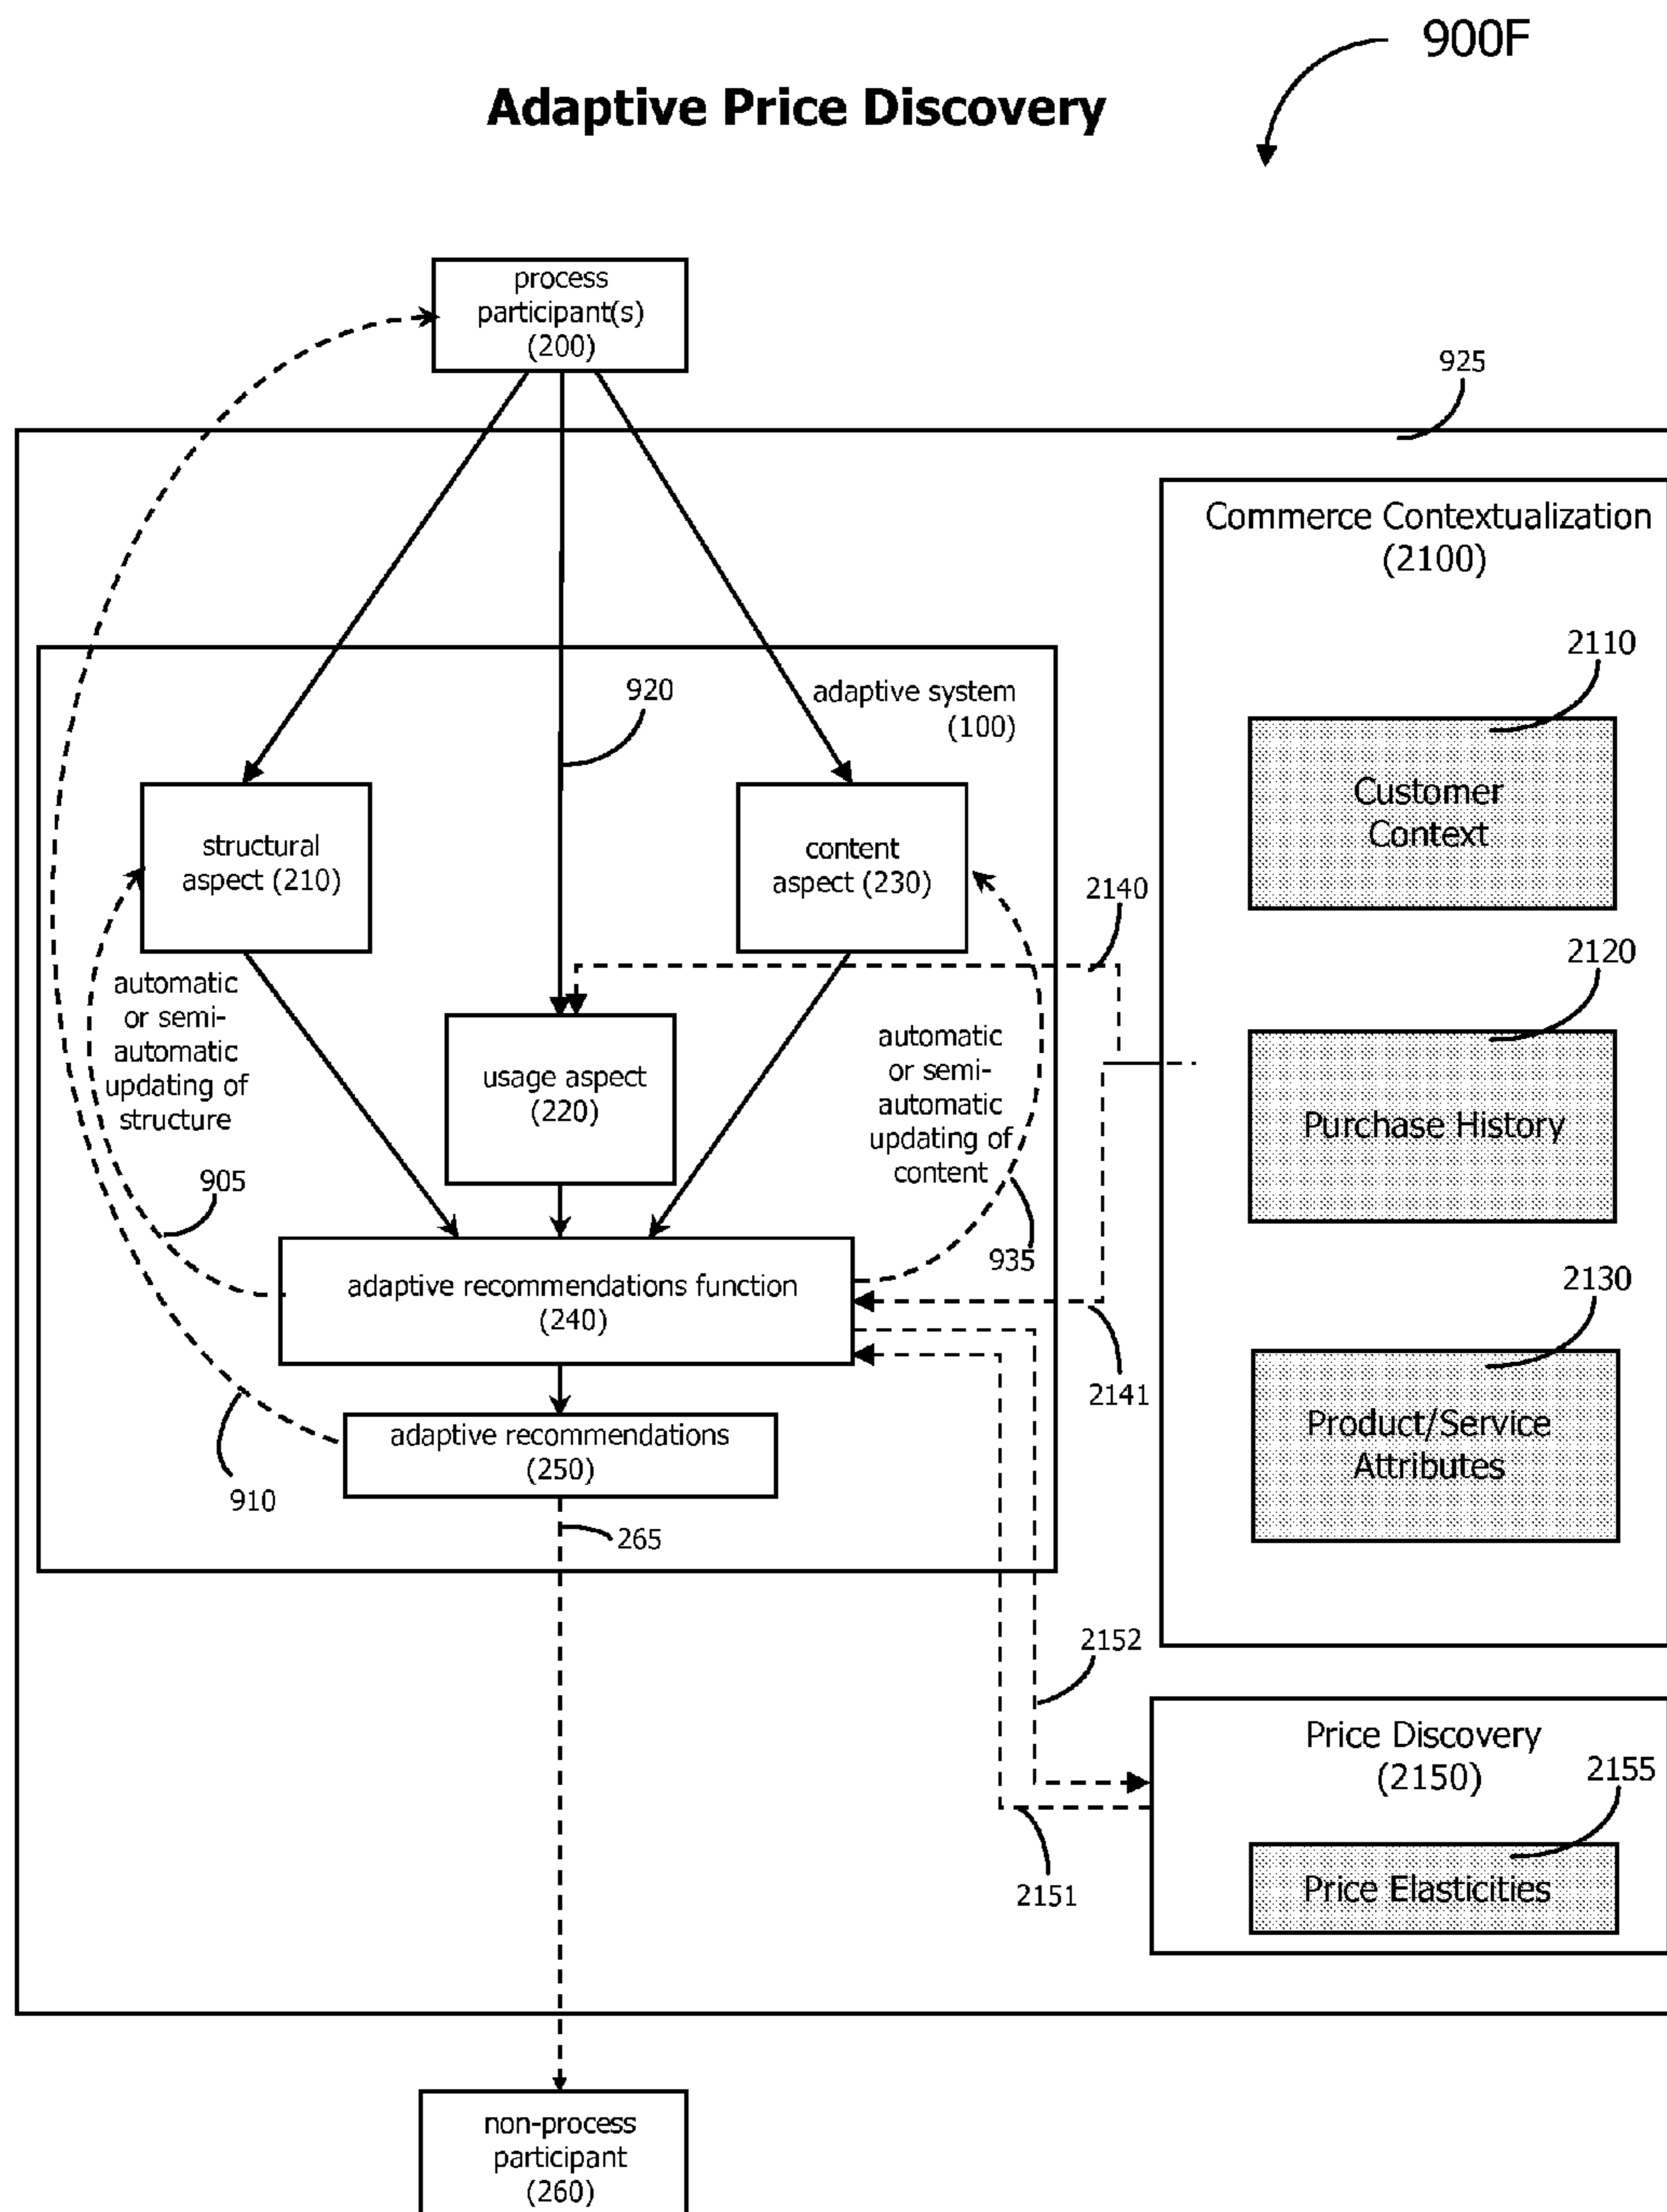 900F
Adaptive Price Discovery
process
participant(s)
(200)
925
Commerce Contextualization
(2100)
2110
920
adaptive system
(100)
Customer
Context
structural
aspect (210)
content
aspect (230)
2140
2120
automatic
or semi-
automatic
updating of
structure
usage aspect
(220)
automatic
or semi-
automatic
updating of
content
Purchase History
905
935
2130
adaptive recommendations function
(240)
2141
Product/Service
Attributes
adaptive recommendations
(250)
910
265
2152
Price Discovery
(2150)
2155
2151
Price Elasticities
non-process
participant
(260)